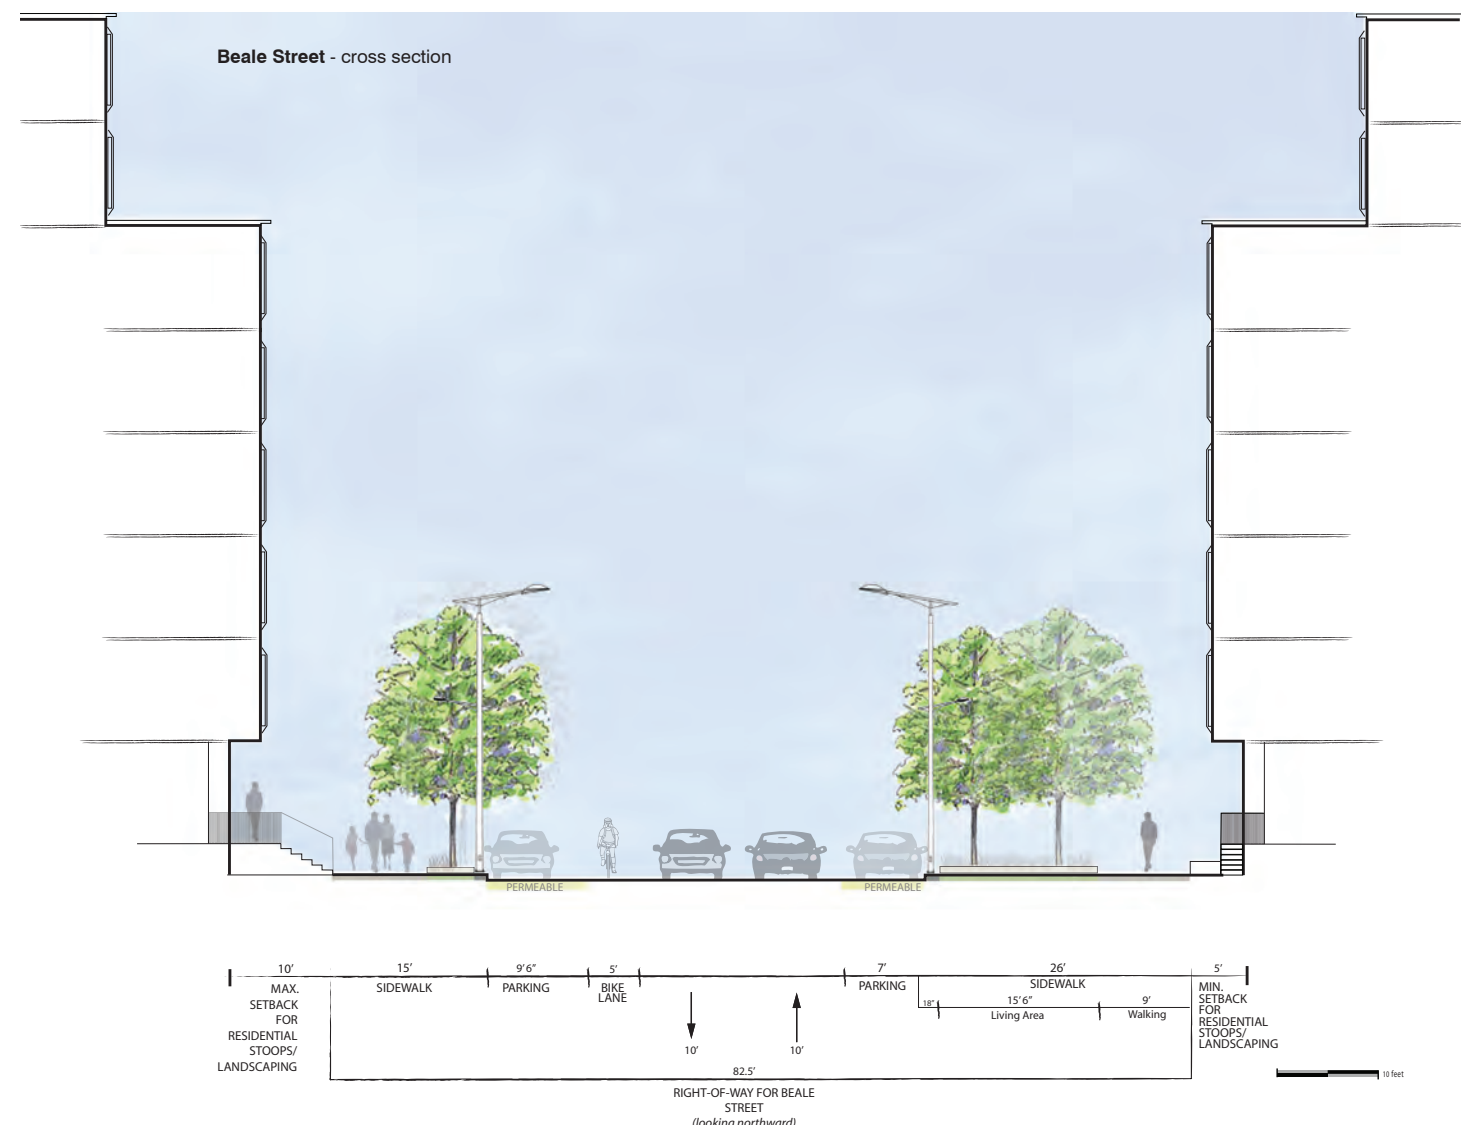 Beale Street - cross section
PERMEABLE
PERMEABLE
10’
15’
9’6”
5’
7’
26’
5’
MAX.
SETBACK
FOR
RESIDENTIAL
STOOPS/
LANDSCAPING
SIDEWALK
PARKING
BIKE
LANE
PARKING
SIDEWALK
18”
15’6”
Living Area
9’
Walking
MIN.
SETBACK
FOR
RESIDENTIAL
STOOPS/
LANDSCAPING
10’
10’
82.5’
RIGHT-OF-WAY FOR BEALE
STREET
(looking northward)
10 feet